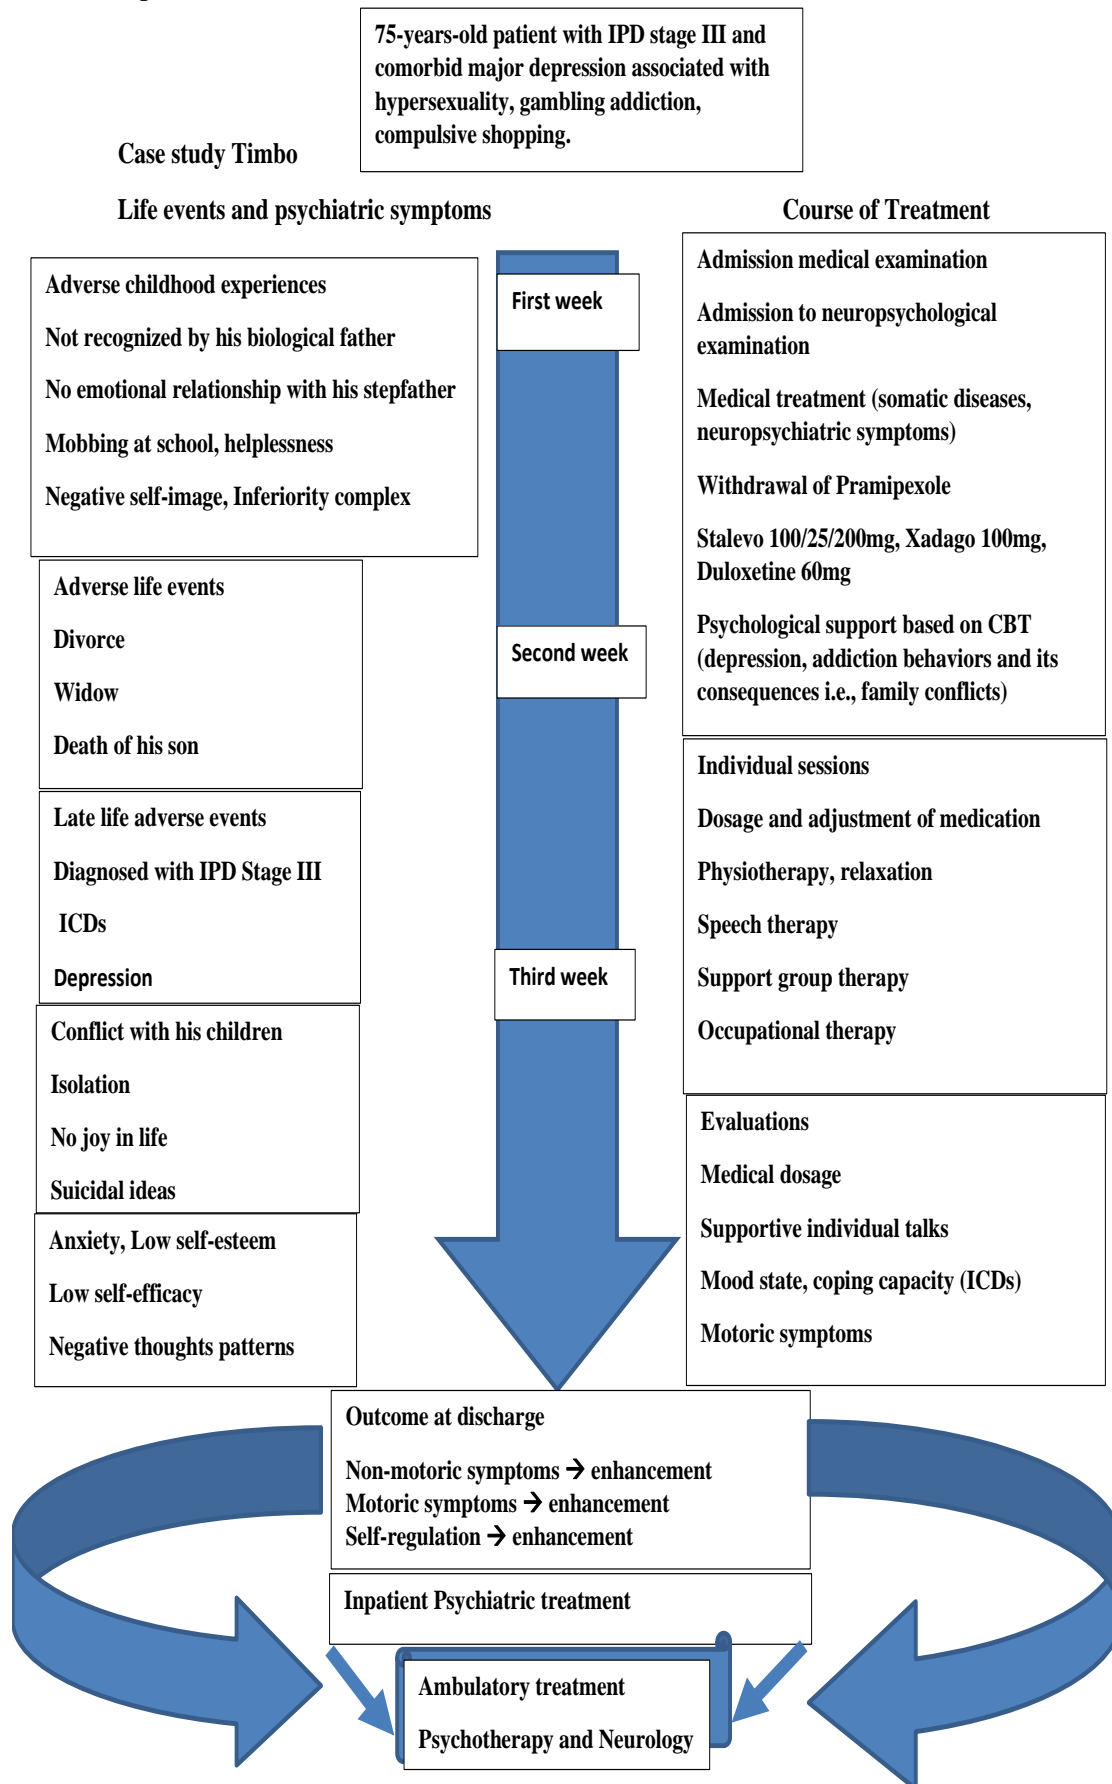 75-years-old patient with IPD stage III and
comorbid major depression associated with
hypersexuality, gambling addiction,
compulsive shopping.
Case study Timbo
Life events and psychiatric symptoms
Course of Treatment
Adverse childhood experiences
Not recognized by his biological father
No emotional relationship with his stepfather
Mobbing at school, helplessness
Negative self-image, Inferiority complex
Adverse life events
Divorce
Widow
Death of his son
Late life adverse events
Diagnosed with IPD Stage III
ICDs
Depression
Conflict with his children
Isolation
No joy in life
Suicidal ideas
Anxiety, Low self-esteem
Low self-efficacy
Negative thoughts patterns
First week
Second week
Third week
Admission medical examination
Admission to neuropsychological
examination
Medical treatment (somatic diseases,
neuropsychiatric symptoms)
Withdrawal of Pramipexole
Stalevo 100/25/200mg, Xadago 100mg,
Duloxetine 60mg
Psychological support based on CBT
(depression, addiction behaviors and its
consequences i.e., family conflicts)
Individual sessions
Dosage and adjustment of medication
Physiotherapy, relaxation
Speech therapy
Support group therapy
Occupational therapy
Evaluations
Medical dosage
Supportive individual talks
Mood state, coping capacity (ICDs)
Motoric symptoms
Outcome at discharge
Non-motoric symptoms → enhancement
Motoric symptoms → enhancement
Self-regulation → enhancement
Inpatient Psychiatric treatment
Ambulatory treatment
Psychotherapy and Neurology